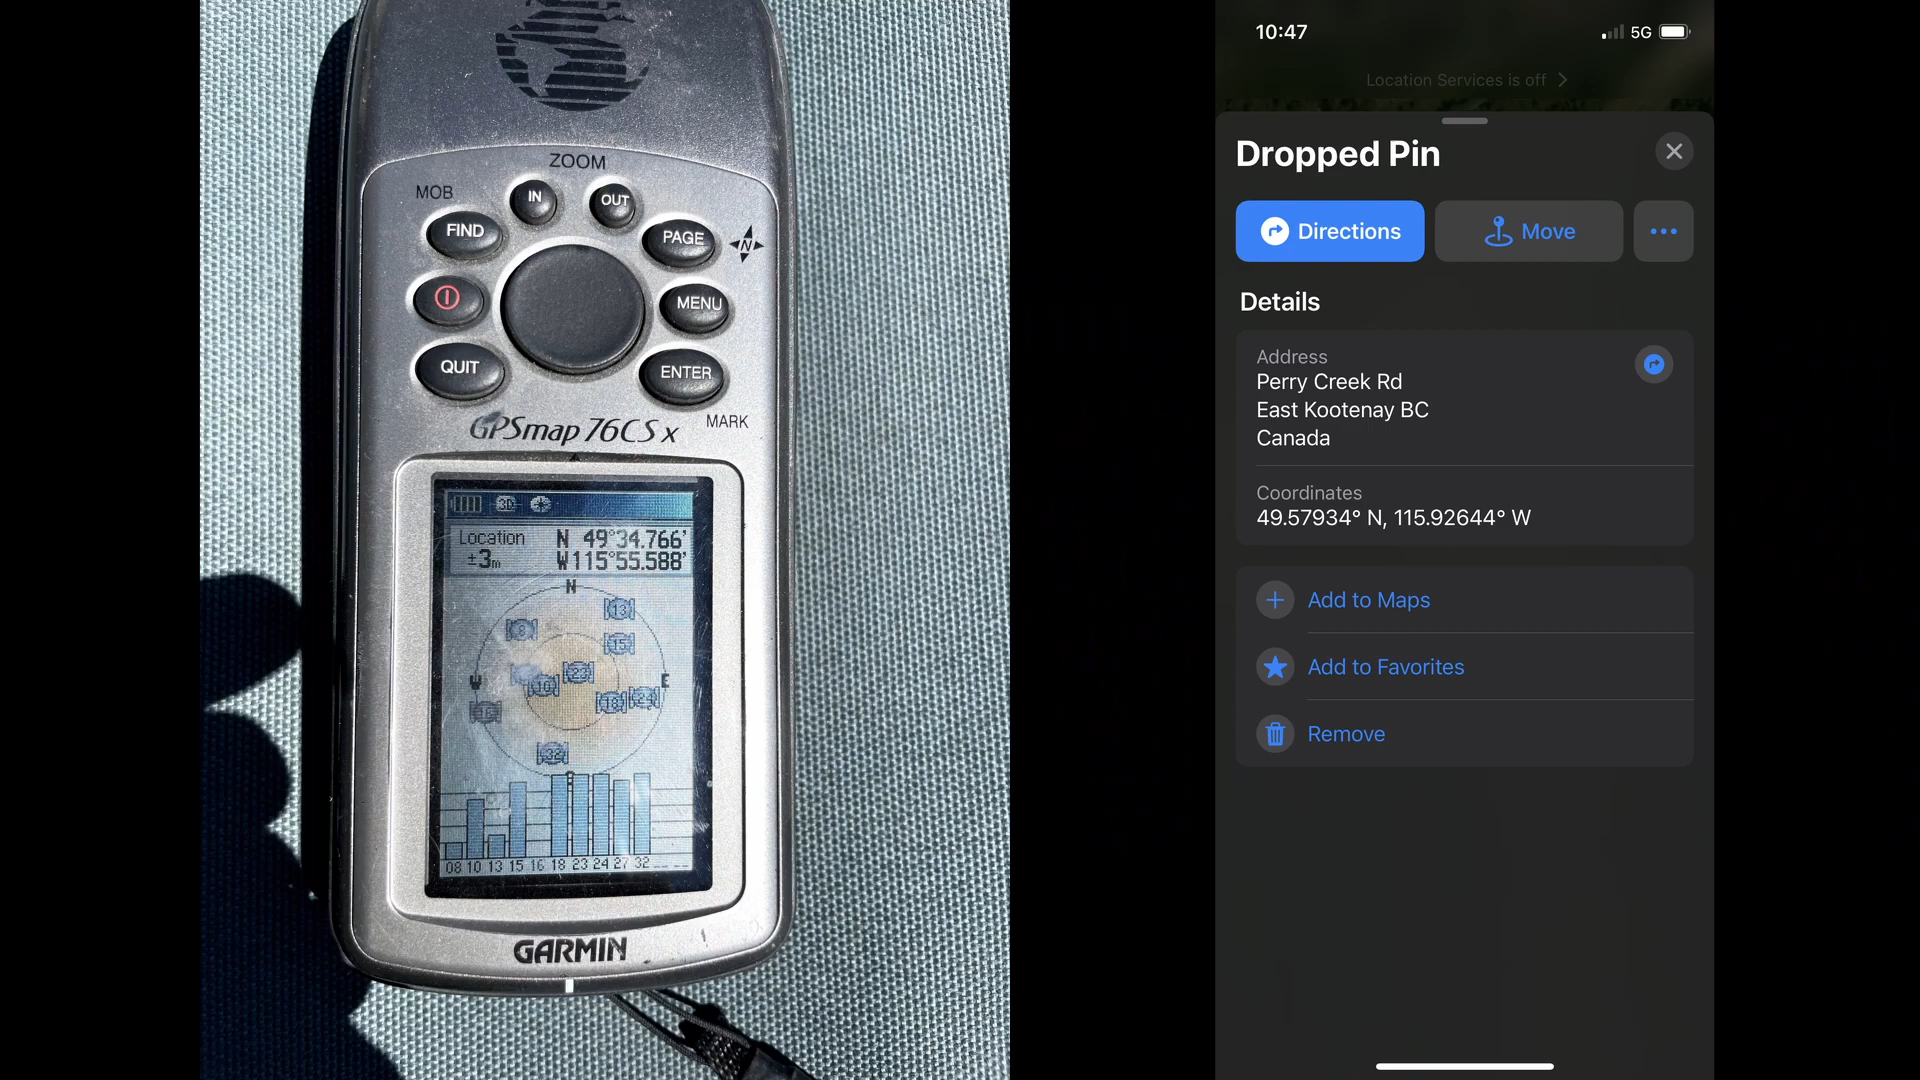 ZOOM
MOB
IN
OUT
FIND
PAGE
N
MENU
QUIT
ENTER
GPSmap 76CSx
MARK
3D
Location
N 49°34.766'
±3m
W115°55.588'
N
13
8
15
23
10
W
E
18
24
16
32
S
08 10 13 15 16 18 23 24 27 32
GARMIN
10:47
5G
Location Services is off
Dropped Pin
Directions
Move
Details
Address
Perry Creek Rd
East Kootenay BC
Canada
Coordinates
49.57934° N, 115.92644° W
Add to Maps
Add to Favorites
Remove